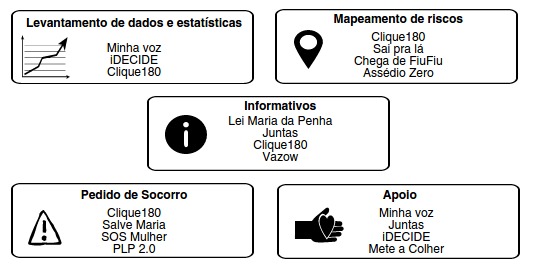 Levantamento de dados e estatísticas
Minha voz
iDECIDE
Clique180
Mapeamento de riscos
Clique180
Sai pra lá
Chega de FiuFiu
Assédio Zero
Informativos
Lei Maria da Penha
Juntas
Clique180
Vazow
Pedido de Socorro
Clique180
Salve Maria
SOS Mulher
PLP 2.0
Apoio
Minha voz
Juntas
iDECIDE
Mete a Colher